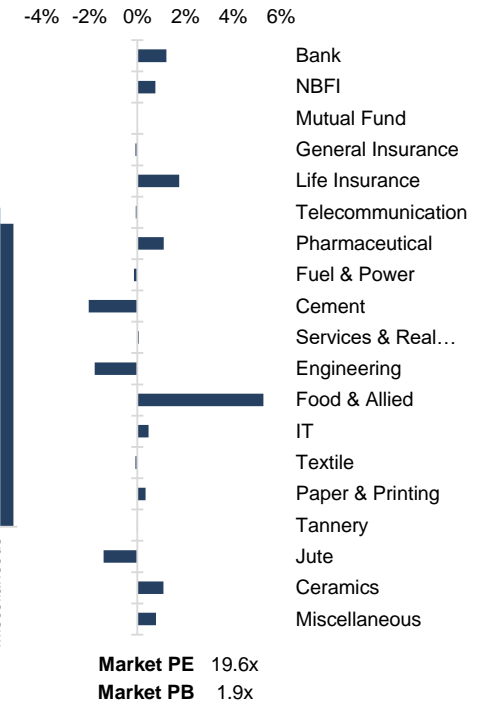 -4% -2% 0% 2% 4% 6%
Bank
NBFI
Mutual Fund
General Insurance
Life Insurance
Telecommunication
Pharmaceutical
Fuel & Power
Cement
Services & Real…
Engineering
Food & Allied
IT
Textile
Paper & Printing
Tannery
Jute
Ceramics
Miscellaneous
Market PE 19.6x
Market PB 1.9x